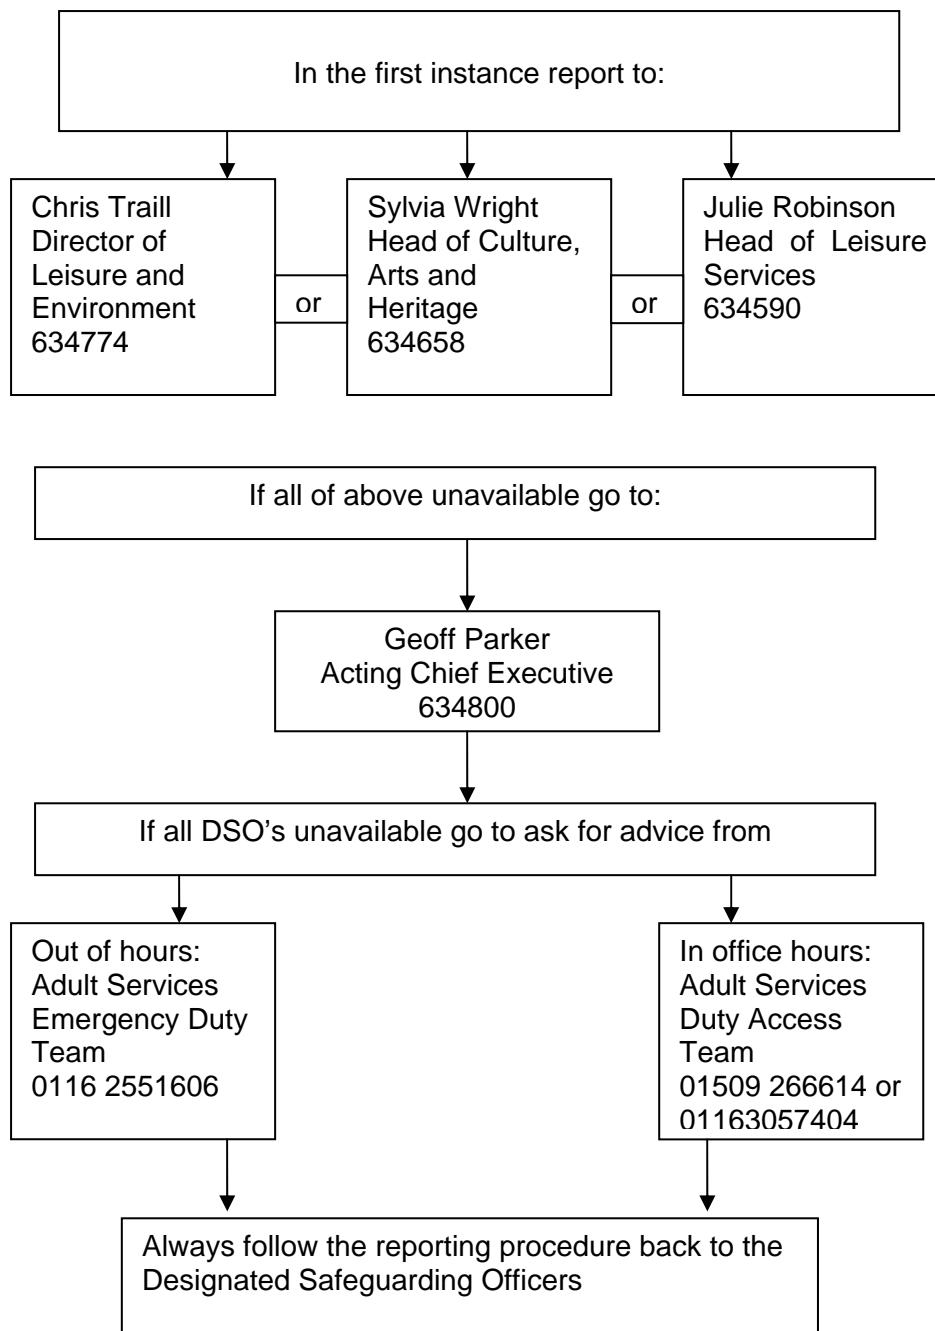 In the first instance report to:
Chris Traill
Director of
Leisure and
Environment
634774
or
Sylvia Wright
Head of Culture,
Arts and
Heritage
634658
or
Julie Robinson
Head of Leisure
Services
634590
If all of above unavailable go to:
Geoff Parker
Acting Chief Executive
634800
If all DSO’s unavailable go to ask for advice from
Out of hours:
Adult Services
Emergency Duty
Team
0116 2551606
In office hours:
Adult Services
Duty Access
Team
01509 266614 or
01163057404
Always follow the reporting procedure back to the
Designated Safeguarding Officers